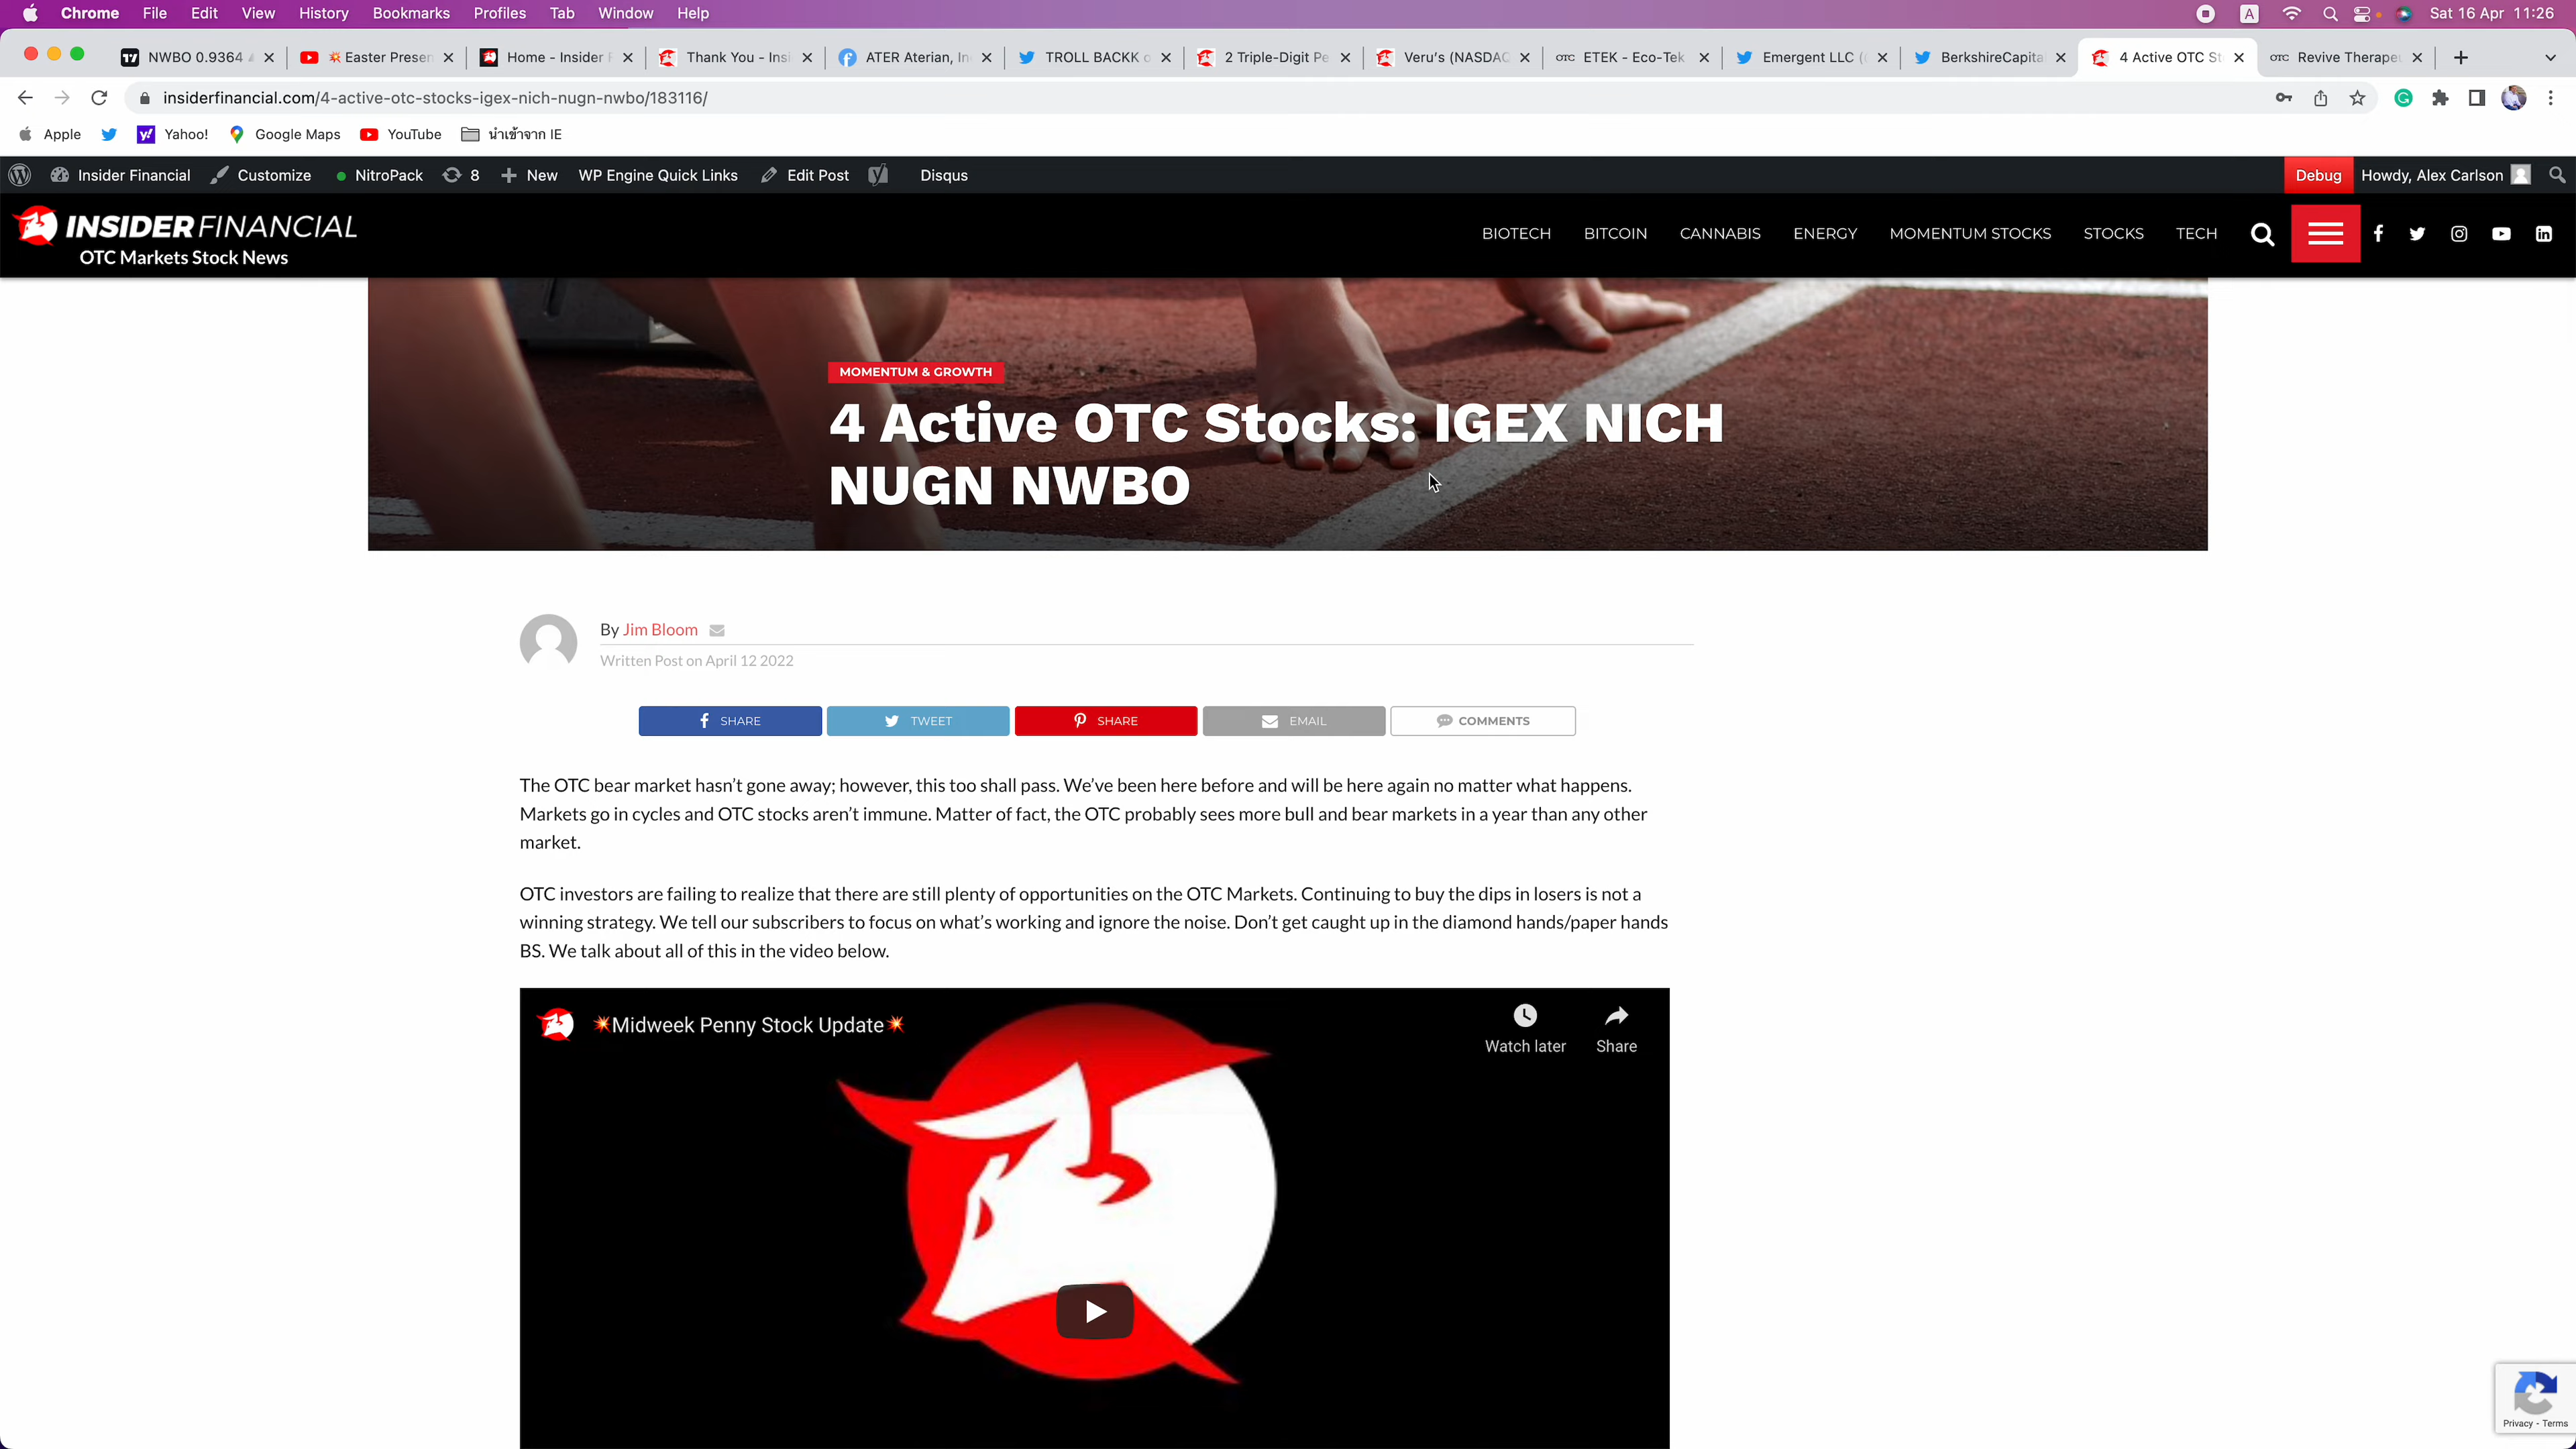 Chrome File Edit View History Bookmarks Profiles Tab Window Help A Sat 16 Apr 11:26
NWBO 0.9364 Easter Presen Home - Insider F Thank You - Insi ATER Aterian, In TROLL BACKK o 2 Triple-Digit Pe Veru's (NASDAC OTC ETEK - Eco-Tek Emergent LLC ( BerkshireCapita 4 Active OTC St OTC Revive Therape
insiderfinancial.com/4-active-otc-stocks-igex-nich-nugn-nwbo/183116/
Apple Yahoo! Google Maps YouTube นำเข้าจาก IE
Insider Financial Customize NitroPack 8 New WP Engine Quick Links Edit Post Disqus Debug Howdy, Alex Carlson
INSIDER FINANCIAL
OTC Markets Stock News
BIOTECH BITCOIN CANNABIS ENERGY MOMENTUM STOCKS STOCKS TECH
MOMENTUM & GROWTH
4 Active OTC Stocks: IGEX NICH
NUGN NWBO
By Jim Bloom
Written Post on April 12 2022
SHARE TWEET SHARE EMAIL COMMENTS
The OTC bear market hasn't gone away; however, this too shall pass. We've been here before and will be here again no matter what happens.
Markets go in cycles and OTC stocks aren't immune. Matter of fact, the OTC probably sees more bull and bear markets in a year than any other
market.
OTC investors are failing to realize that there are still plenty of opportunities on the OTC Markets. Continuing to buy the dips in losers is not a
winning strategy. We tell our subscribers to focus on what's working and ignore the noise. Don't get caught up in the diamond hands/paper hands
BS. We talk about all of this in the video below.
💥Midweek Penny Stock Update💥
Watch later Share
Privacy - Terms